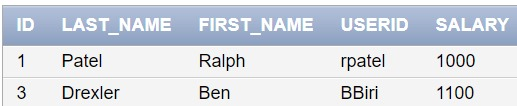 ID LAST_NAME FIRST_NAME USERID SALARY
1 Patel Ralph rpatel 1000
3 Drexler Ben BBiri 1100